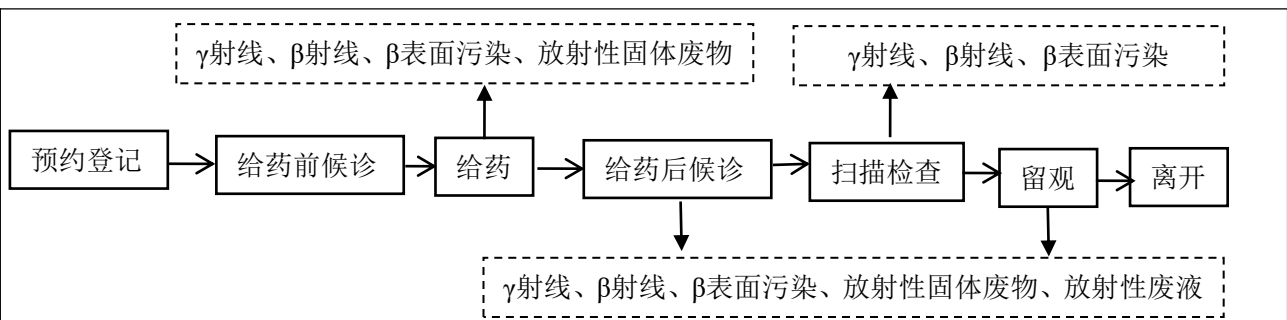 γ射线、β射线、β表面污染、放射性固体废物
γ射线、β射线、β表面污染
预约登记
给药前候诊
给药
给药后候诊
扫描检查
留观
离开
γ射线、β射线、β表面污染、放射性固体废物、放射性废液